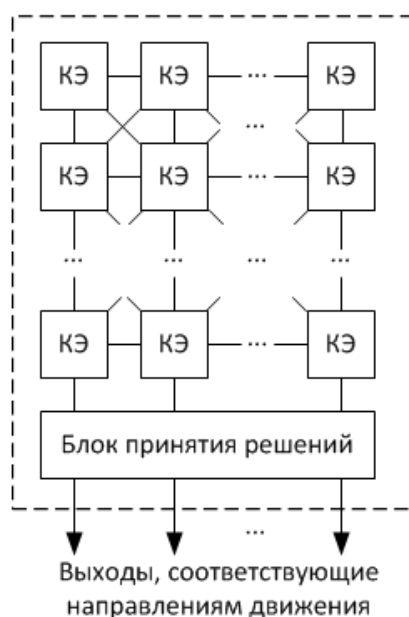 КЭ КЭ ... КЭ
...
КЭ КЭ ... КЭ
... ... ... ...
КЭ КЭ ... КЭ
Блок принятия решений
...
Выходы, соответствующие
направлениям движения